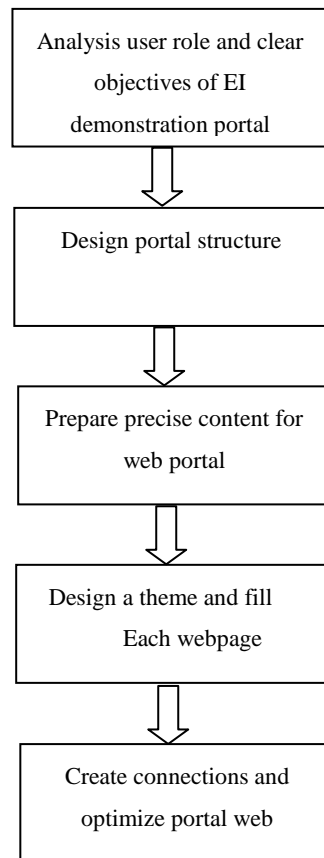 Analysis user role and clear
objectives of EI
demonstration portal
Design portal structure
Prepare precise content for
web portal
Design a theme and fill
Each webpage
Create connections and
optimize portal web